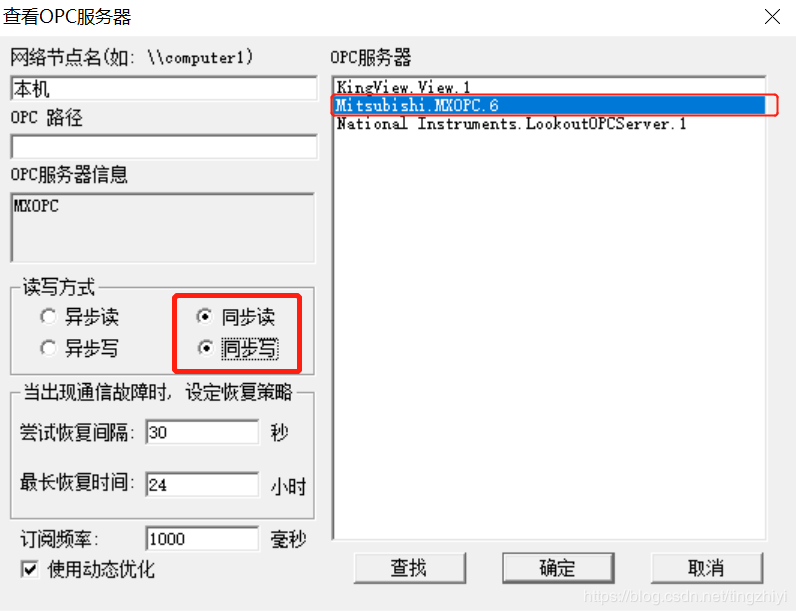 查看OPC服务器
网络节点名(如: \\computer1)
本机
OPC 路径
OPC服务器信息
MXOPC
读写方式
异步读
同步读
异步写
同步写
当出现通信故障时, 设定恢复策略
尝试恢复间隔: 30 秒
最长恢复时间: 24 小时
订阅频率: 1000 毫秒
使用动态优化
OPC服务器
KingView.View.1
Mitsubishi.MXOPC.6
National Instruments.LookoutOPCServer.1
查找
确定
取消
https://blog.csdn.net/tingzhiyi